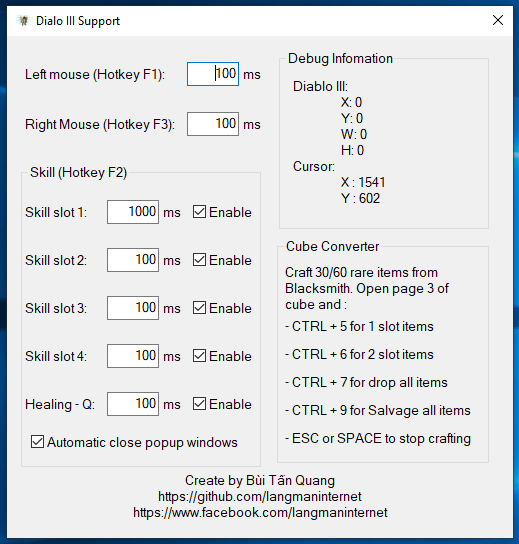 Dialo III Support
Left mouse (Hotkey F1): 100 ms
Right Mouse (Hotkey F3): 100 ms
Skill (Hotkey F2)
Skill slot 1: 1000 ms Enable
Skill slot 2: 100 ms Enable
Skill slot 3: 100 ms Enable
Skill slot 4: 100 ms Enable
Healing - Q: 100 ms Enable
Automatic close popup windows
Debug Infomation
Diablo III:
X: 0
Y: 0
W: 0
H: 0
Cursor:
X : 1541
Y : 602
Cube Converter
Craft 30/60 rare items from
Blacksmith. Open page 3 of
cube and :
- CTRL + 5 for 1 slot items
- CTRL + 6 for 2 slot items
- CTRL + 7 for drop all items
- CTRL + 9 for Salvage all items
- ESC or SPACE to stop crafting
Create by Bùi Tấn Quang
https://github.com/langmaninternet
https://www.facebook.com/langmaninternet